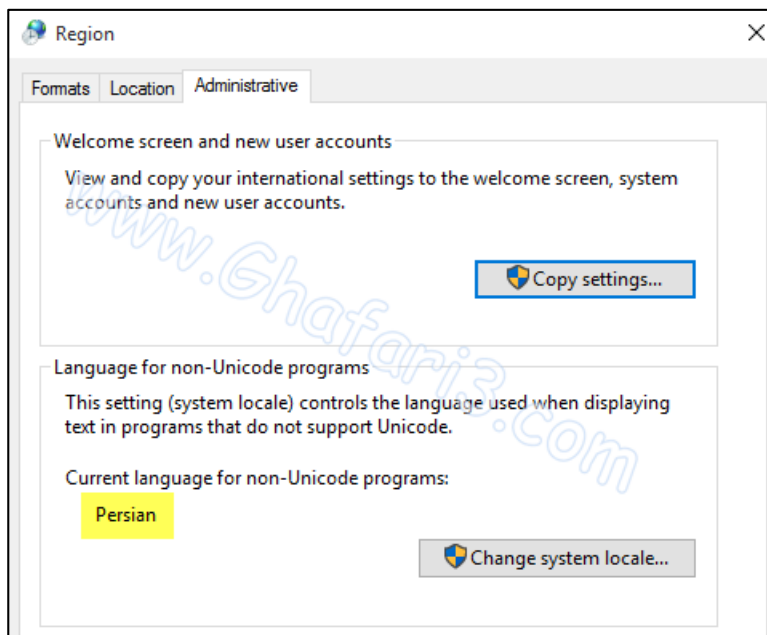 Region
Formats Location Administrative
Welcome screen and new user accounts
View and copy your international settings to the welcome screen, system
accounts and new user accounts.
Copy settings...
www.Ghafari3.com
Language for non-Unicode programs
This setting (system locale) controls the language used when displaying
text in programs that do not support Unicode.
Current language for non-Unicode programs:
Persian
Change system locale...